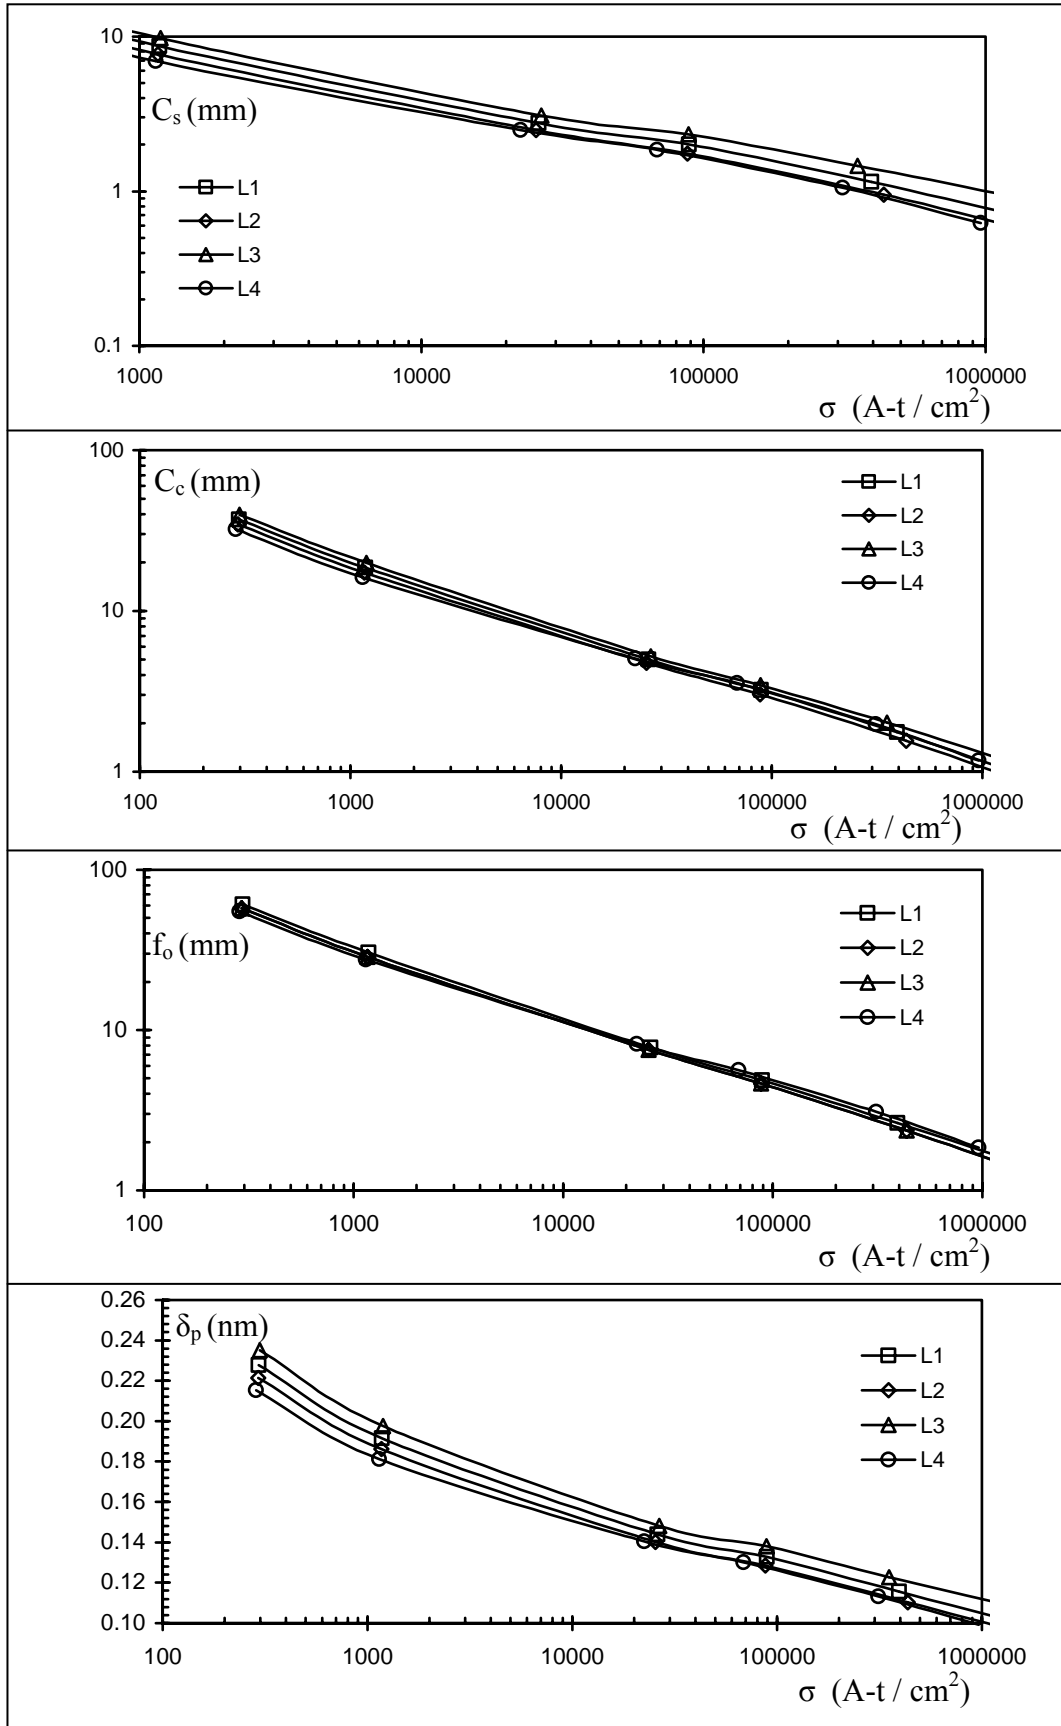 10
C_s (mm)
1
L1
L2
L3
L4
0.1
1000 10000 100000 1000000
σ (A-t / cm²)
100
C_c (mm)
L1
L2
L3
L4
10
1
100 1000 10000 100000 1000000
σ (A-t / cm²)
100
f_o (mm)
L1
L2
L3
L4
10
1
100 1000 10000 100000 1000000
σ (A-t / cm²)
0.26
δ_p (nm)
0.24
L1
0.22
L2
0.20
L3
0.18
L4
0.16
0.14
0.12
0.10
100 1000 10000 100000 1000000
σ (A-t / cm²)